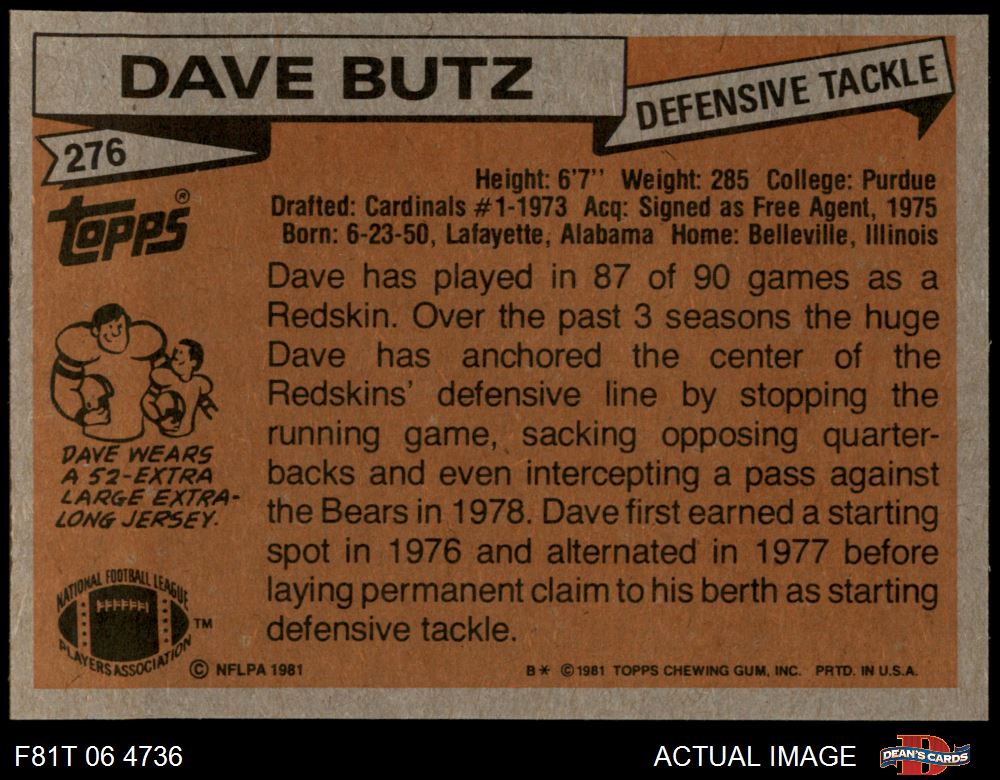 DAVE BUTZ
DEFENSIVE TACKLE
276
TOPPS®
Height: 6'7" Weight: 285 College: Purdue
Drafted: Cardinals #1-1973 Acq: Signed as Free Agent, 1975
Born: 6-23-50, Lafayette, Alabama Home: Belleville, Illinois
Dave has played in 87 of 90 games as a
Redskin. Over the past 3 seasons the huge
Dave has anchored the center of the
Redskins' defensive line by stopping the
running game, sacking opposing quarter-
backs and even intercepting a pass against
the Bears in 1978. Dave first earned a starting
spot in 1976 and alternated in 1977 before
laying permanent claim to his berth as starting
defensive tackle.
DAVE WEARS
A 52-EXTRA
LARGE EXTRA-
LONG JERSEY.
NATIONAL FOOTBALL LEAGUE
PLAYERS ASSOCIATION
TM
© NFLPA 1981
B* ©1981 TOPPS CHEWING GUM, INC. PRTD. IN U.S.A.
F81T 06 4736
ACTUAL IMAGE
DEAN'S CARDS